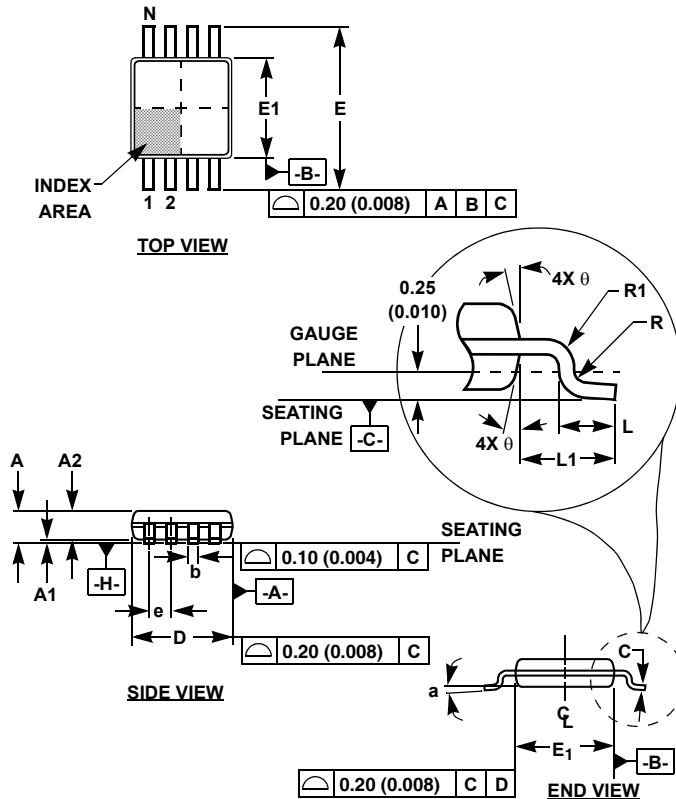 N
E1
E
-B-
INDEX
AREA
1 2
0.20 (0.008) A B C
TOP VIEW
0.25
(0.010)
4X θ
R1
R
GAUGE
PLANE
SEATING
PLANE
-C-
4X θ
L
L1
A A2
SEATING
PLANE
A1
-H-
b
0.10 (0.004) C
-A-
e
D
0.20 (0.008) C
SIDE VIEW
C
a
CL
E1
-B-
0.20 (0.008) C D
END VIEW